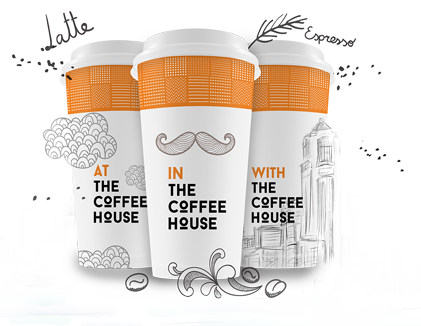 Latte
Espresso
AT
THE
COFFEE
HOUSE
IN
THE
COFFEE
HOUSE
WITH
THE
COFFEE
HOUSE